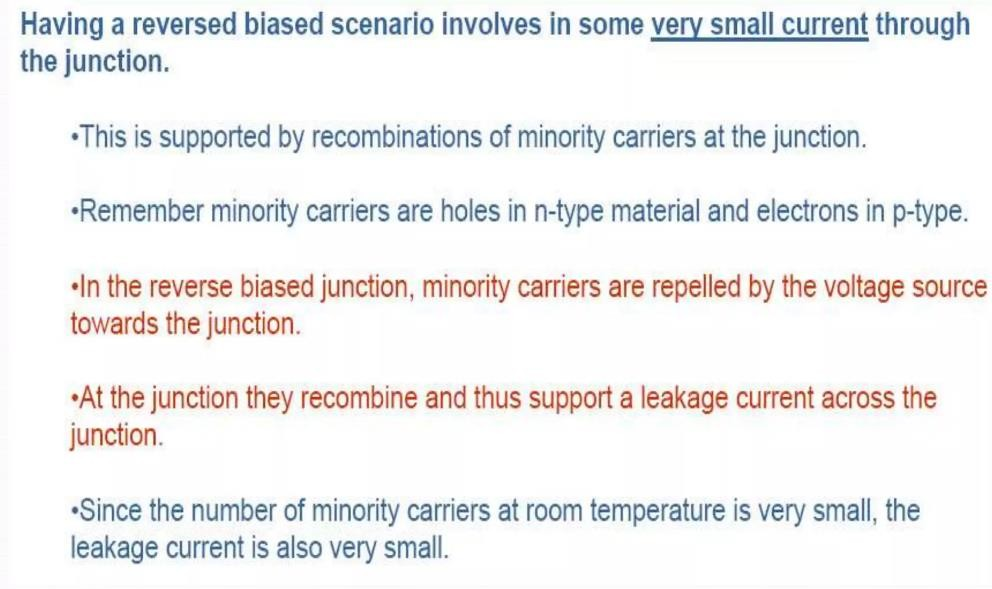 Having a reversed biased scenario involves in some very small current through
the junction.
•This is supported by recombinations of minority carriers at the junction.
•Remember minority carriers are holes in n-type material and electrons in p-type.
•In the reverse biased junction, minority carriers are repelled by the voltage source
towards the junction.
•At the junction they recombine and thus support a leakage current across the
junction.
•Since the number of minority carriers at room temperature is very small, the
leakage current is also very small.